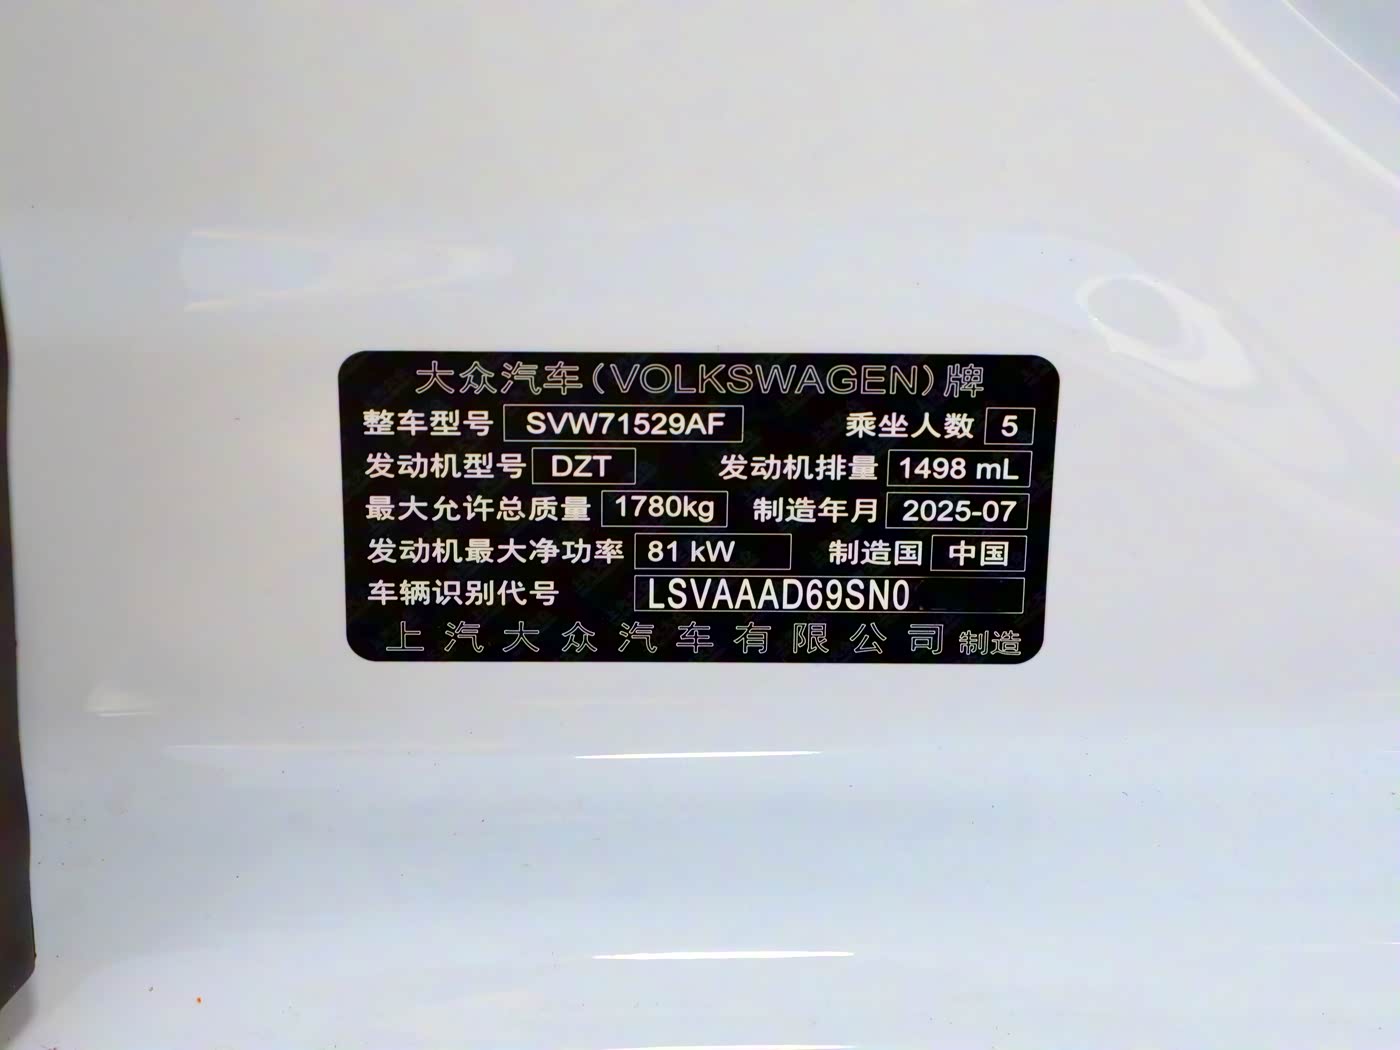 大众汽车(VOLKSWAGEN)牌
整车型号 SVW71529AF 乘坐人数 5
发动机型号 DZT 发动机排量 1498 mL
最大允许总质量 1780kg 制造年月 2025-07
发动机最大净功率 81 kW 制造国 中国
车辆识别代号 LSVAAAD69SN0
上汽大众汽车有限公司 制造